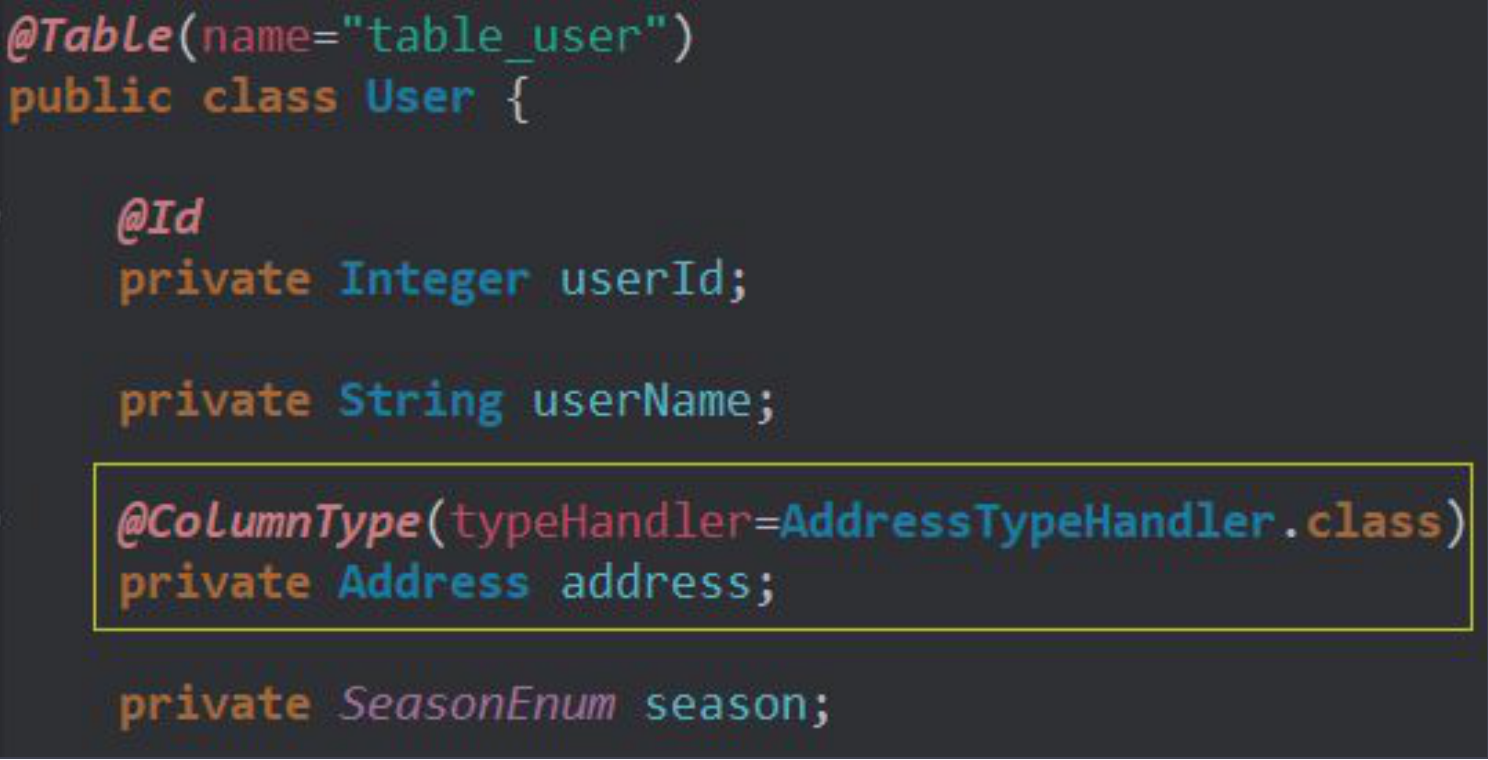 @Table(name="table_user")
public class User {
@Id
private Integer userId;
private String userName;
@ColumnType(typeHandler=AddressTypeHandler.class)
private Address address;
private SeasonEnum season;